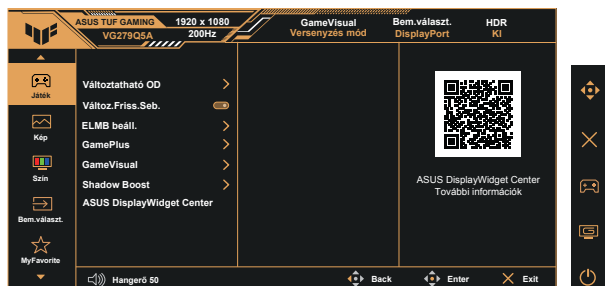 ASUS TUF GAMING 1920 x 1080 GameVisual Bem.választ. HDR
VG279Q5A 200Hz Versenyzés mód DisplayPort KI
Játék
Kép
Szín
Bem.választ.
MyFavorite
Változtatható OD
Változ.Friss.Seb.
ELMB beáll.
GamePlus
GameVisual
Shadow Boost
ASUS DisplayWidget Center
ASUS DisplayWidget Center
További információk
Hangerő 50 Back Enter Exit